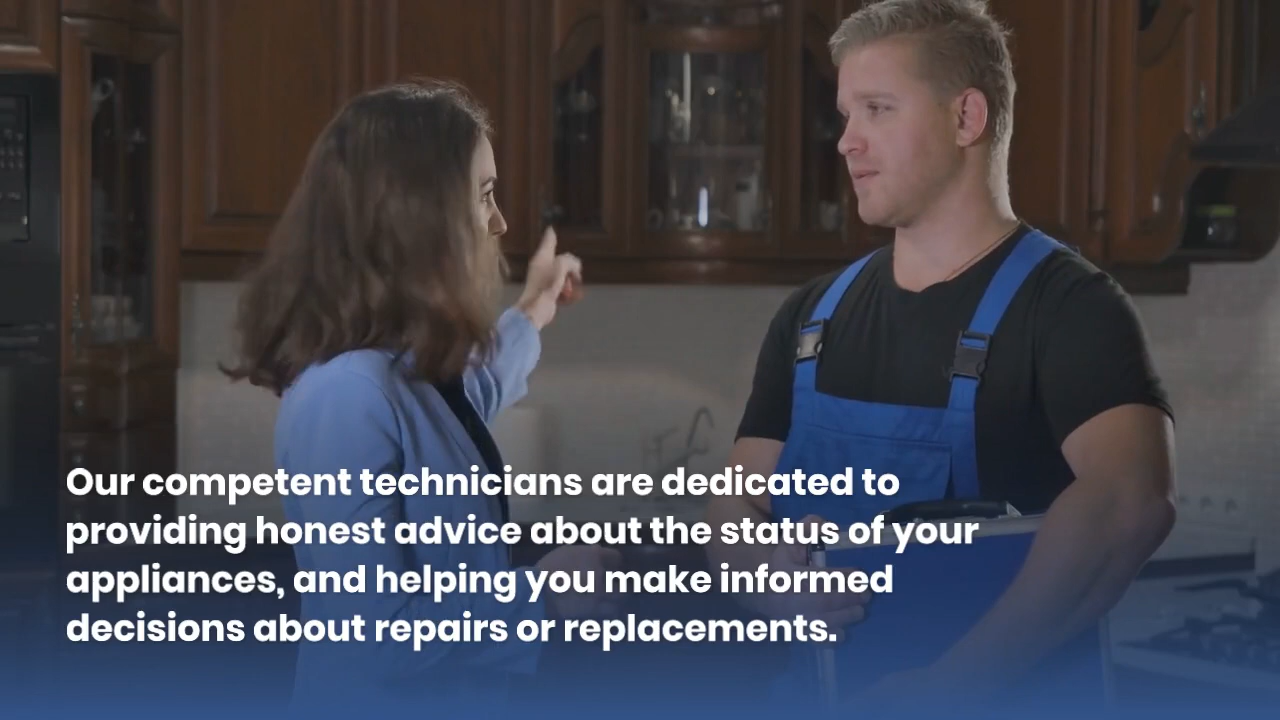 Our competent technicians are dedicated to
providing honest advice about the status of your
appliances, and helping you make informed
decisions about repairs or replacements.